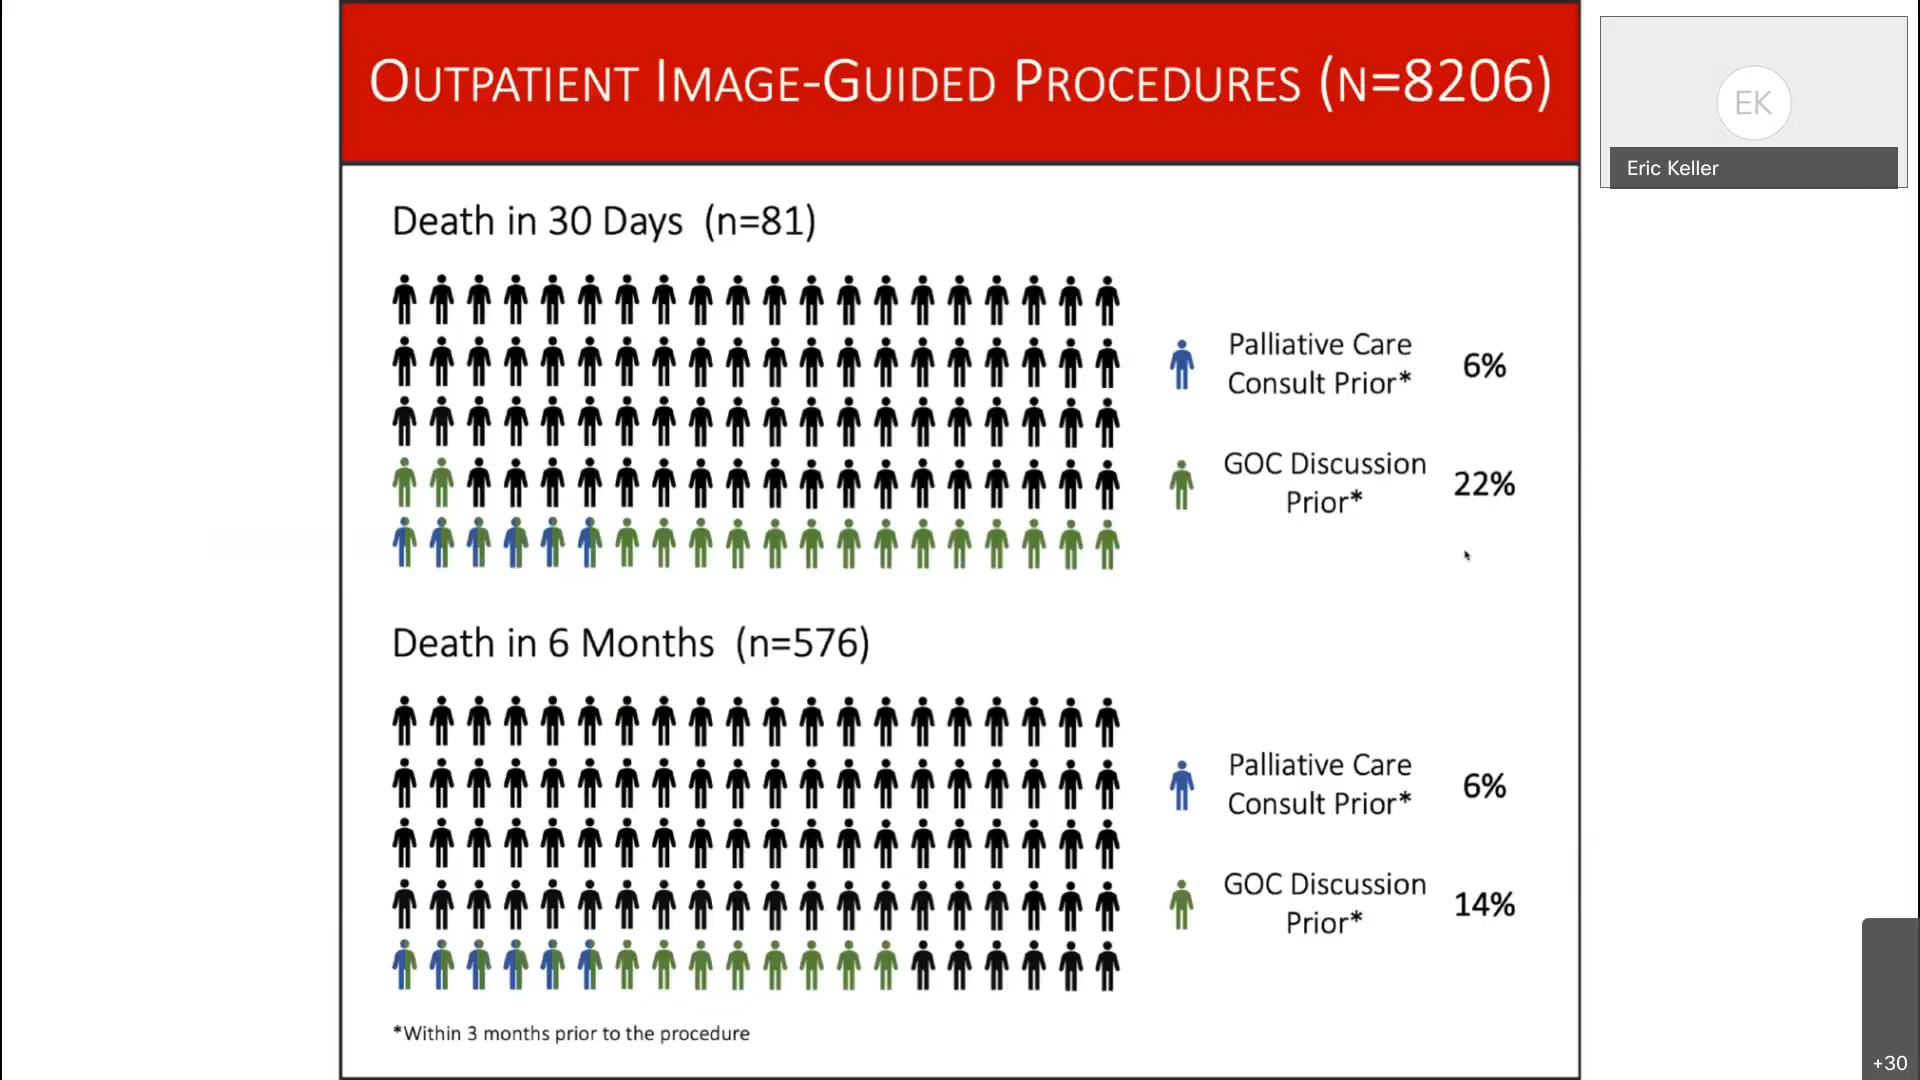 OUTPATIENT IMAGE-GUIDED PROCEDURES (N=8206)
EK
Eric Keller
Death in 30 Days (n=81)
Palliative Care
Consult Prior*
6%
GOC Discussion
Prior*
22%
Death in 6 Months (n=576)
Palliative Care
Consult Prior*
6%
GOC Discussion
Prior*
14%
*Within 3 months prior to the procedure
+30